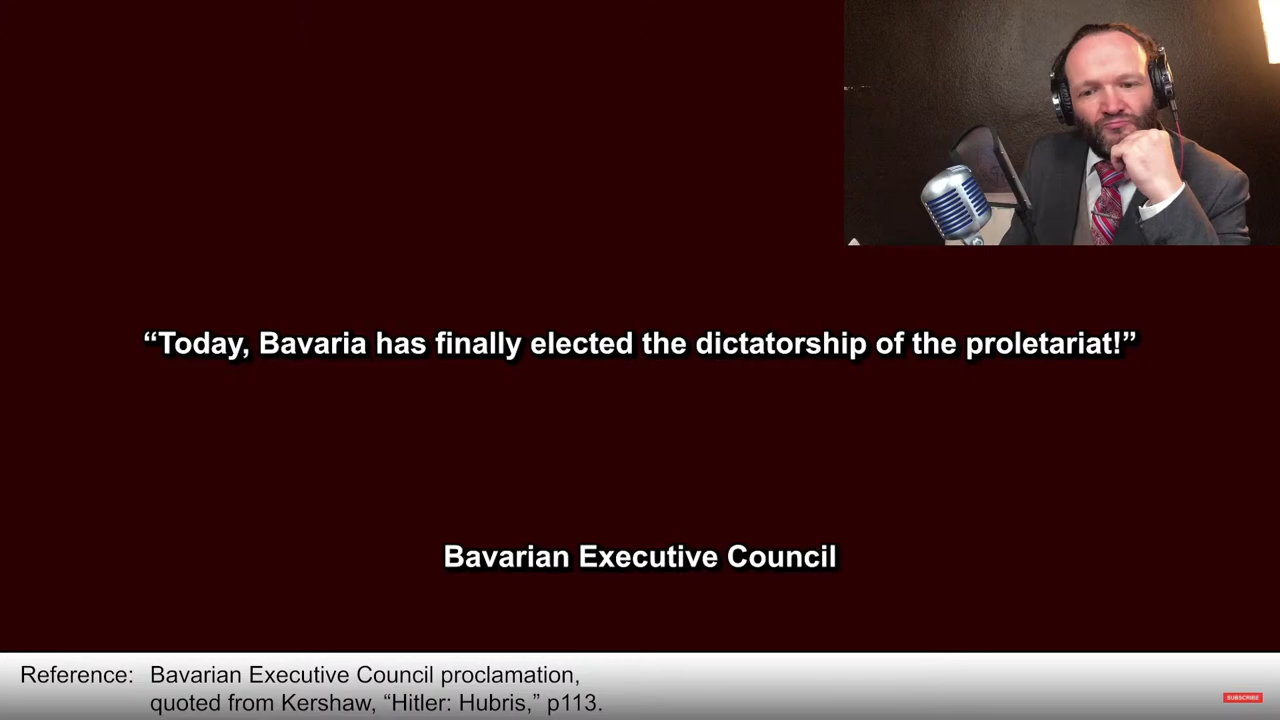 “Today, Bavaria has finally elected the dictatorship of the proletariat!”
Bavarian Executive Council
Reference: Bavarian Executive Council proclamation,
quoted from Kershaw, “Hitler: Hubris,” p113.
SUBSCRIBE